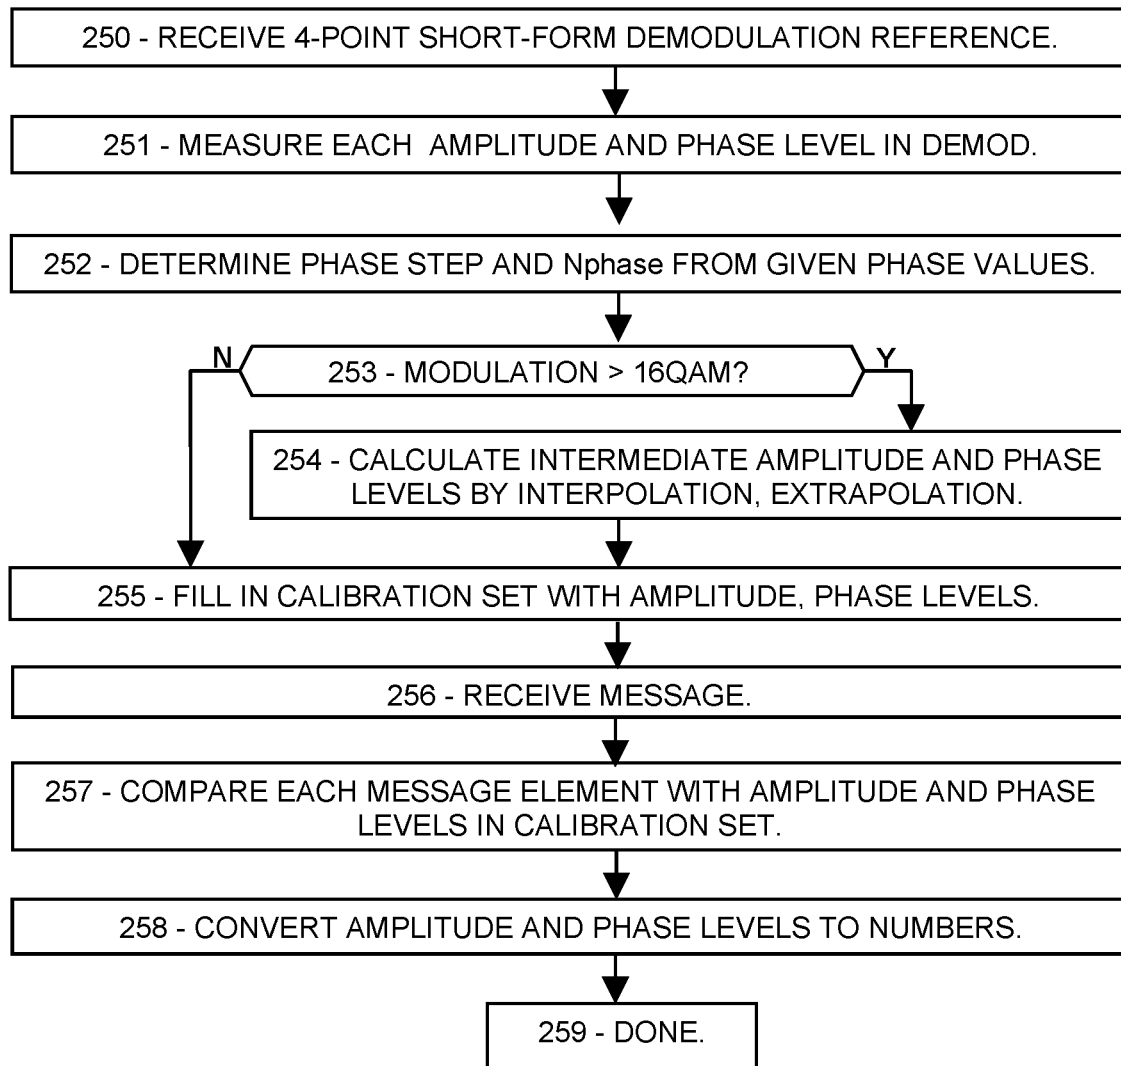 250 - RECEIVE 4-POINT SHORT-FORM DEMODULATION REFERENCE.
251 - MEASURE EACH AMPLITUDE AND PHASE LEVEL IN DEMOD.
252 - DETERMINE PHASE STEP AND Nphase FROM GIVEN PHASE VALUES.
N
253 - MODULATION > 16QAM?
Y
254 - CALCULATE INTERMEDIATE AMPLITUDE AND PHASE
LEVELS BY INTERPOLATION, EXTRAPOLATION.
255 - FILL IN CALIBRATION SET WITH AMPLITUDE, PHASE LEVELS.
256 - RECEIVE MESSAGE.
257 - COMPARE EACH MESSAGE ELEMENT WITH AMPLITUDE AND PHASE
LEVELS IN CALIBRATION SET.
258 - CONVERT AMPLITUDE AND PHASE LEVELS TO NUMBERS.
259 - DONE.